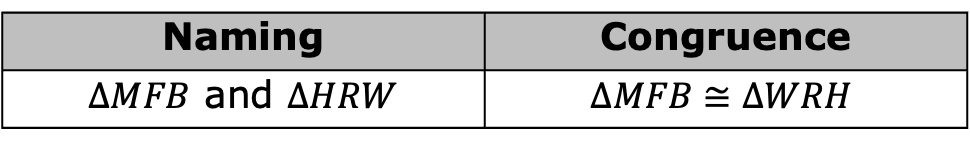 Naming Congruence
ΔMFB and ΔHRW ΔMFB ≅ ΔWRH